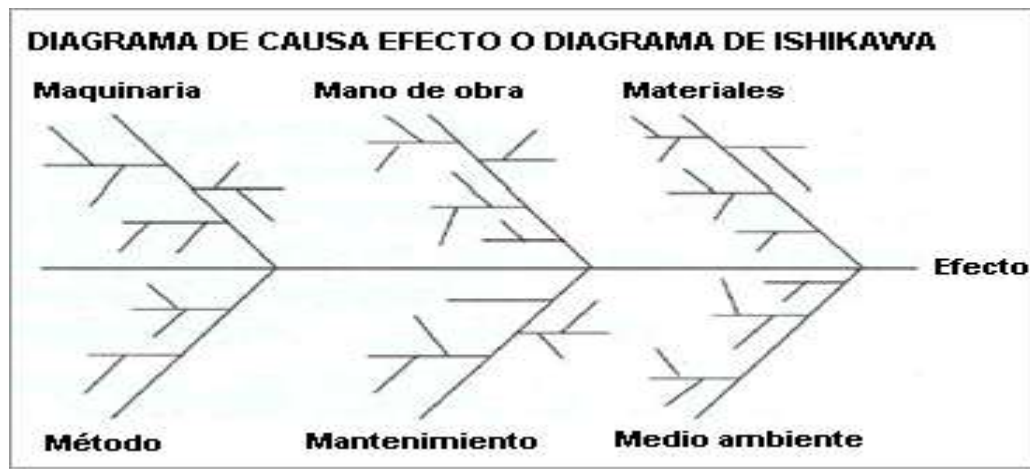 DIAGRAMA DE CAUSA EFECTO O DIAGRAMA DE ISHIKAWA
Maquinaria
Mano de obra
Materiales
Efecto
Método
Mantenimiento
Medio ambiente